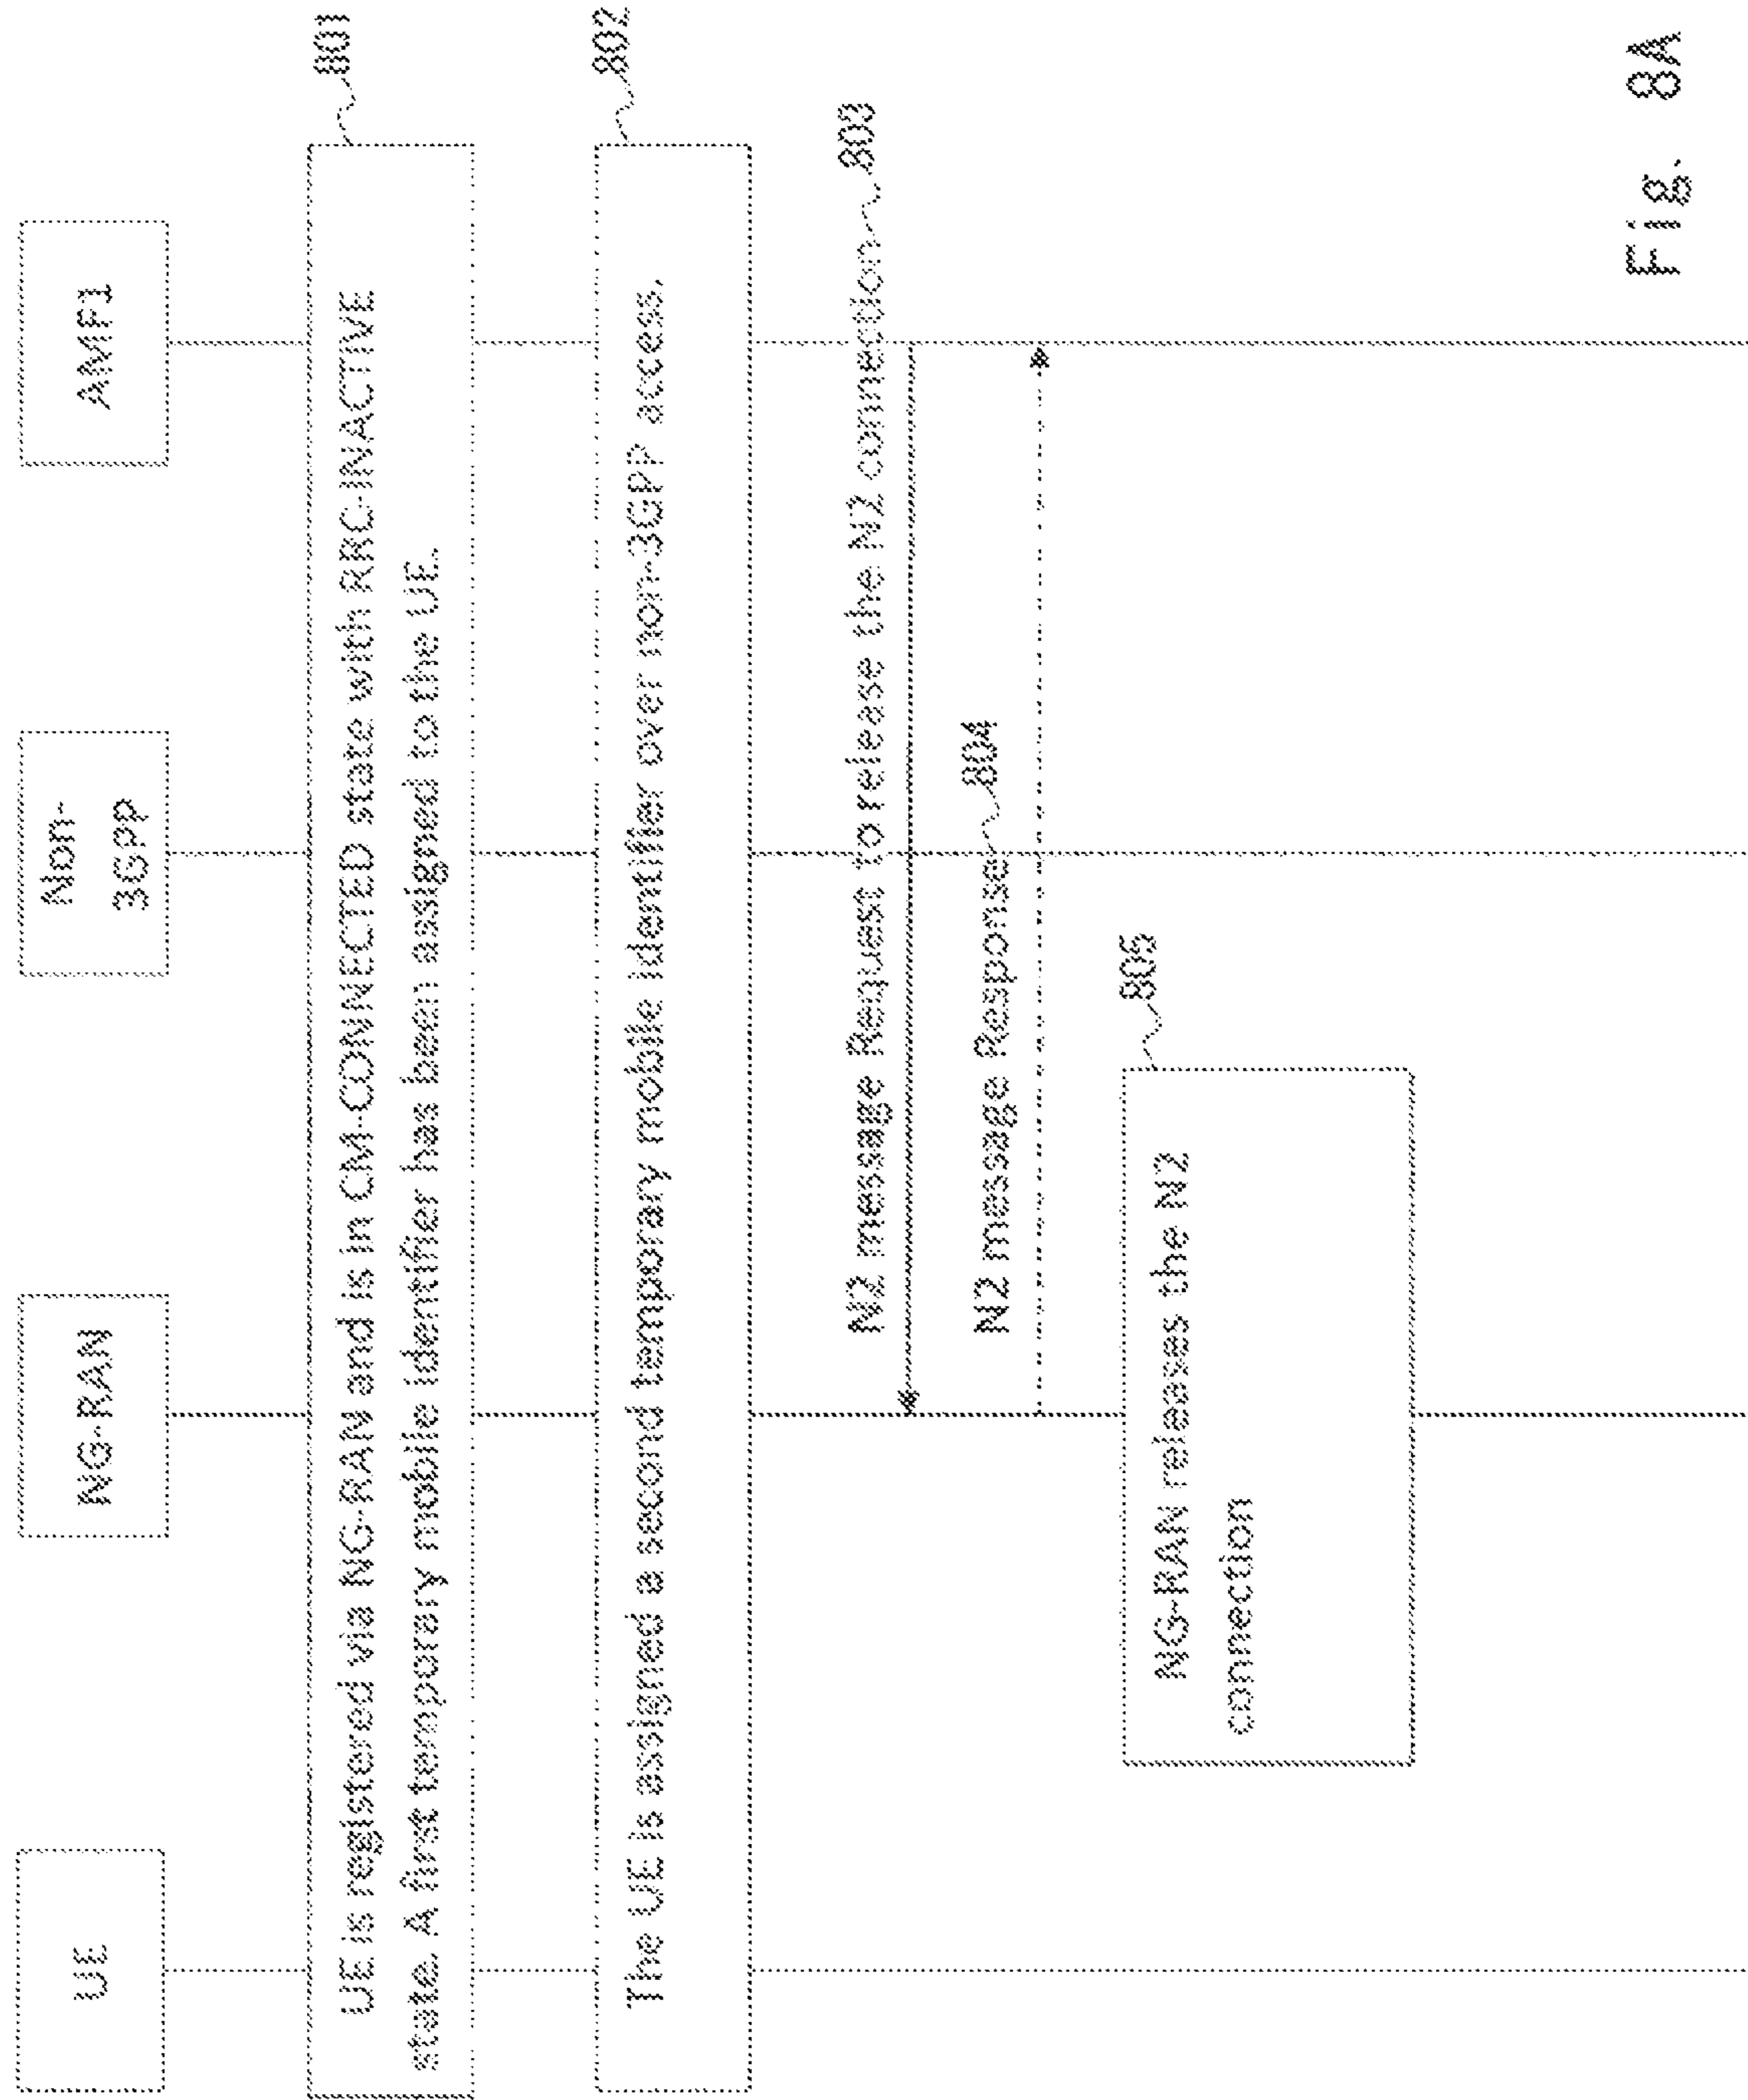 UE
NG-RAN
Non-
3GPP
AMF1
801
UE is registered via NG-RAN and is in CM-CONNECTED state with RRC-INACTIVE
state. A first temporary mobile identifier has been assigned to the UE.
802
The UE is assigned a second temporary mobile identifier over non-3GPP access.
N2 message Request to release the N2 connection 803
N2 message Response 804
805
NG-RAN releases the N2
connection
Fig. 8A